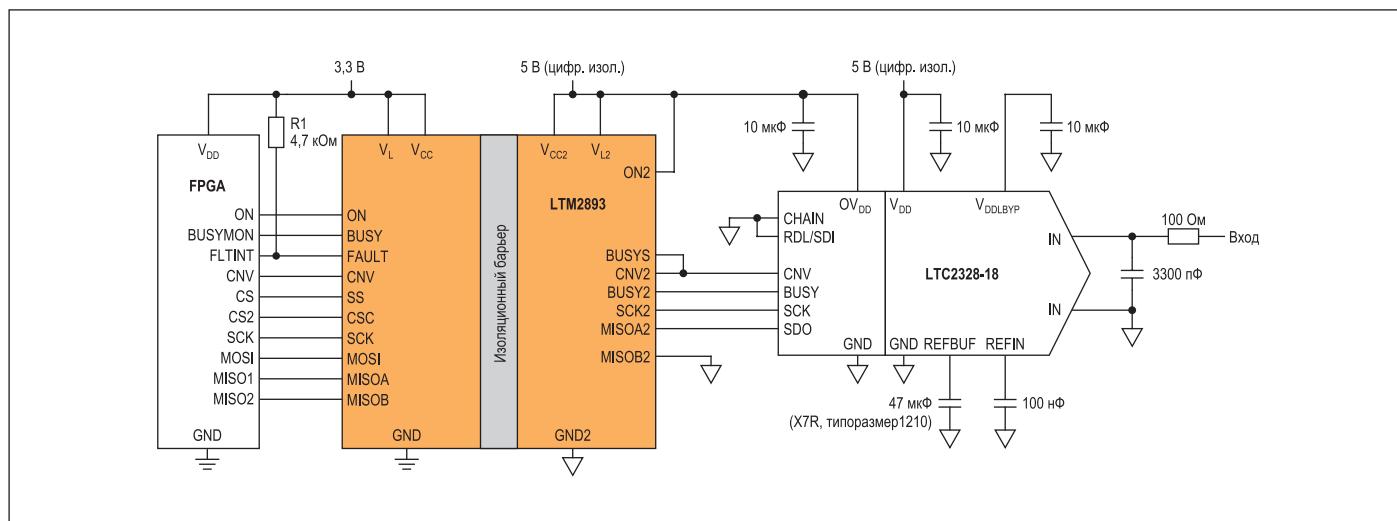 3,3 В
5 В (цифр. изол.)
5 В (цифр. изол.)
R1
4,7 кОм
10 мкФ
10 мкФ
10 мкФ
VDD
FPGA
ON
BUSYMON
FLTINT
CNV
CS
CS2
SCK
MOSI
MISO1
MISO2
GND
VL
VCC
ON
BUSY
FAULT
CNV
SS
CSC
SCK
MOSI
MISOA
MISOB
GND
Изоляционный барьер
VCC2
VL2
ON2
LTM2893
BUSYS
CNV2
BUSY2
SCK2
MISOA2
MISOB2
GND2
CHAIN
RDL/SDI
OVDD
CNV
BUSY
SCK
SDO
GND
VDD
VDDLBYP
LTC2328-18
IN
IN
GND
REFBUF
REFIN
100 Ом
Вход
3300 пФ
47 мкФ
(X7R, типоразмер1210)
100 нФ